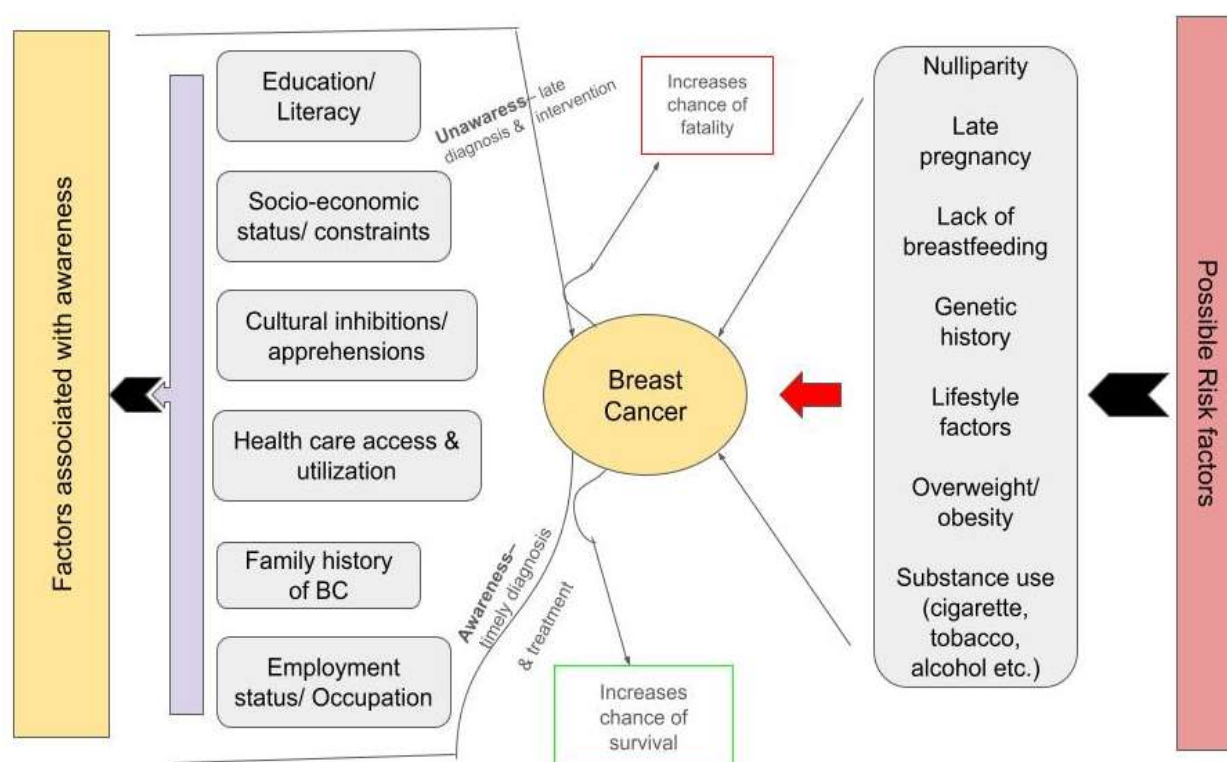 Factors associated with awareness
Education/
Literacy
Socio-economic
status/ constraints
Cultural inhibitions/
apprehensions
Health care access &
utilization
Family history
of BC
Employment
status/ Occupation
Unawaress– late
diagnosis & intervention
Increases
chance of
fatality
Breast
Cancer
Awareness–
timely diagnosis
& treatment
Increases
chance of
survival
Nulliparity
Late
pregnancy
Lack of
breastfeeding
Genetic
history
Lifestyle
factors
Overweight/
obesity
Substance use
(cigarette,
tobacco,
alcohol etc.)
Possible Risk factors